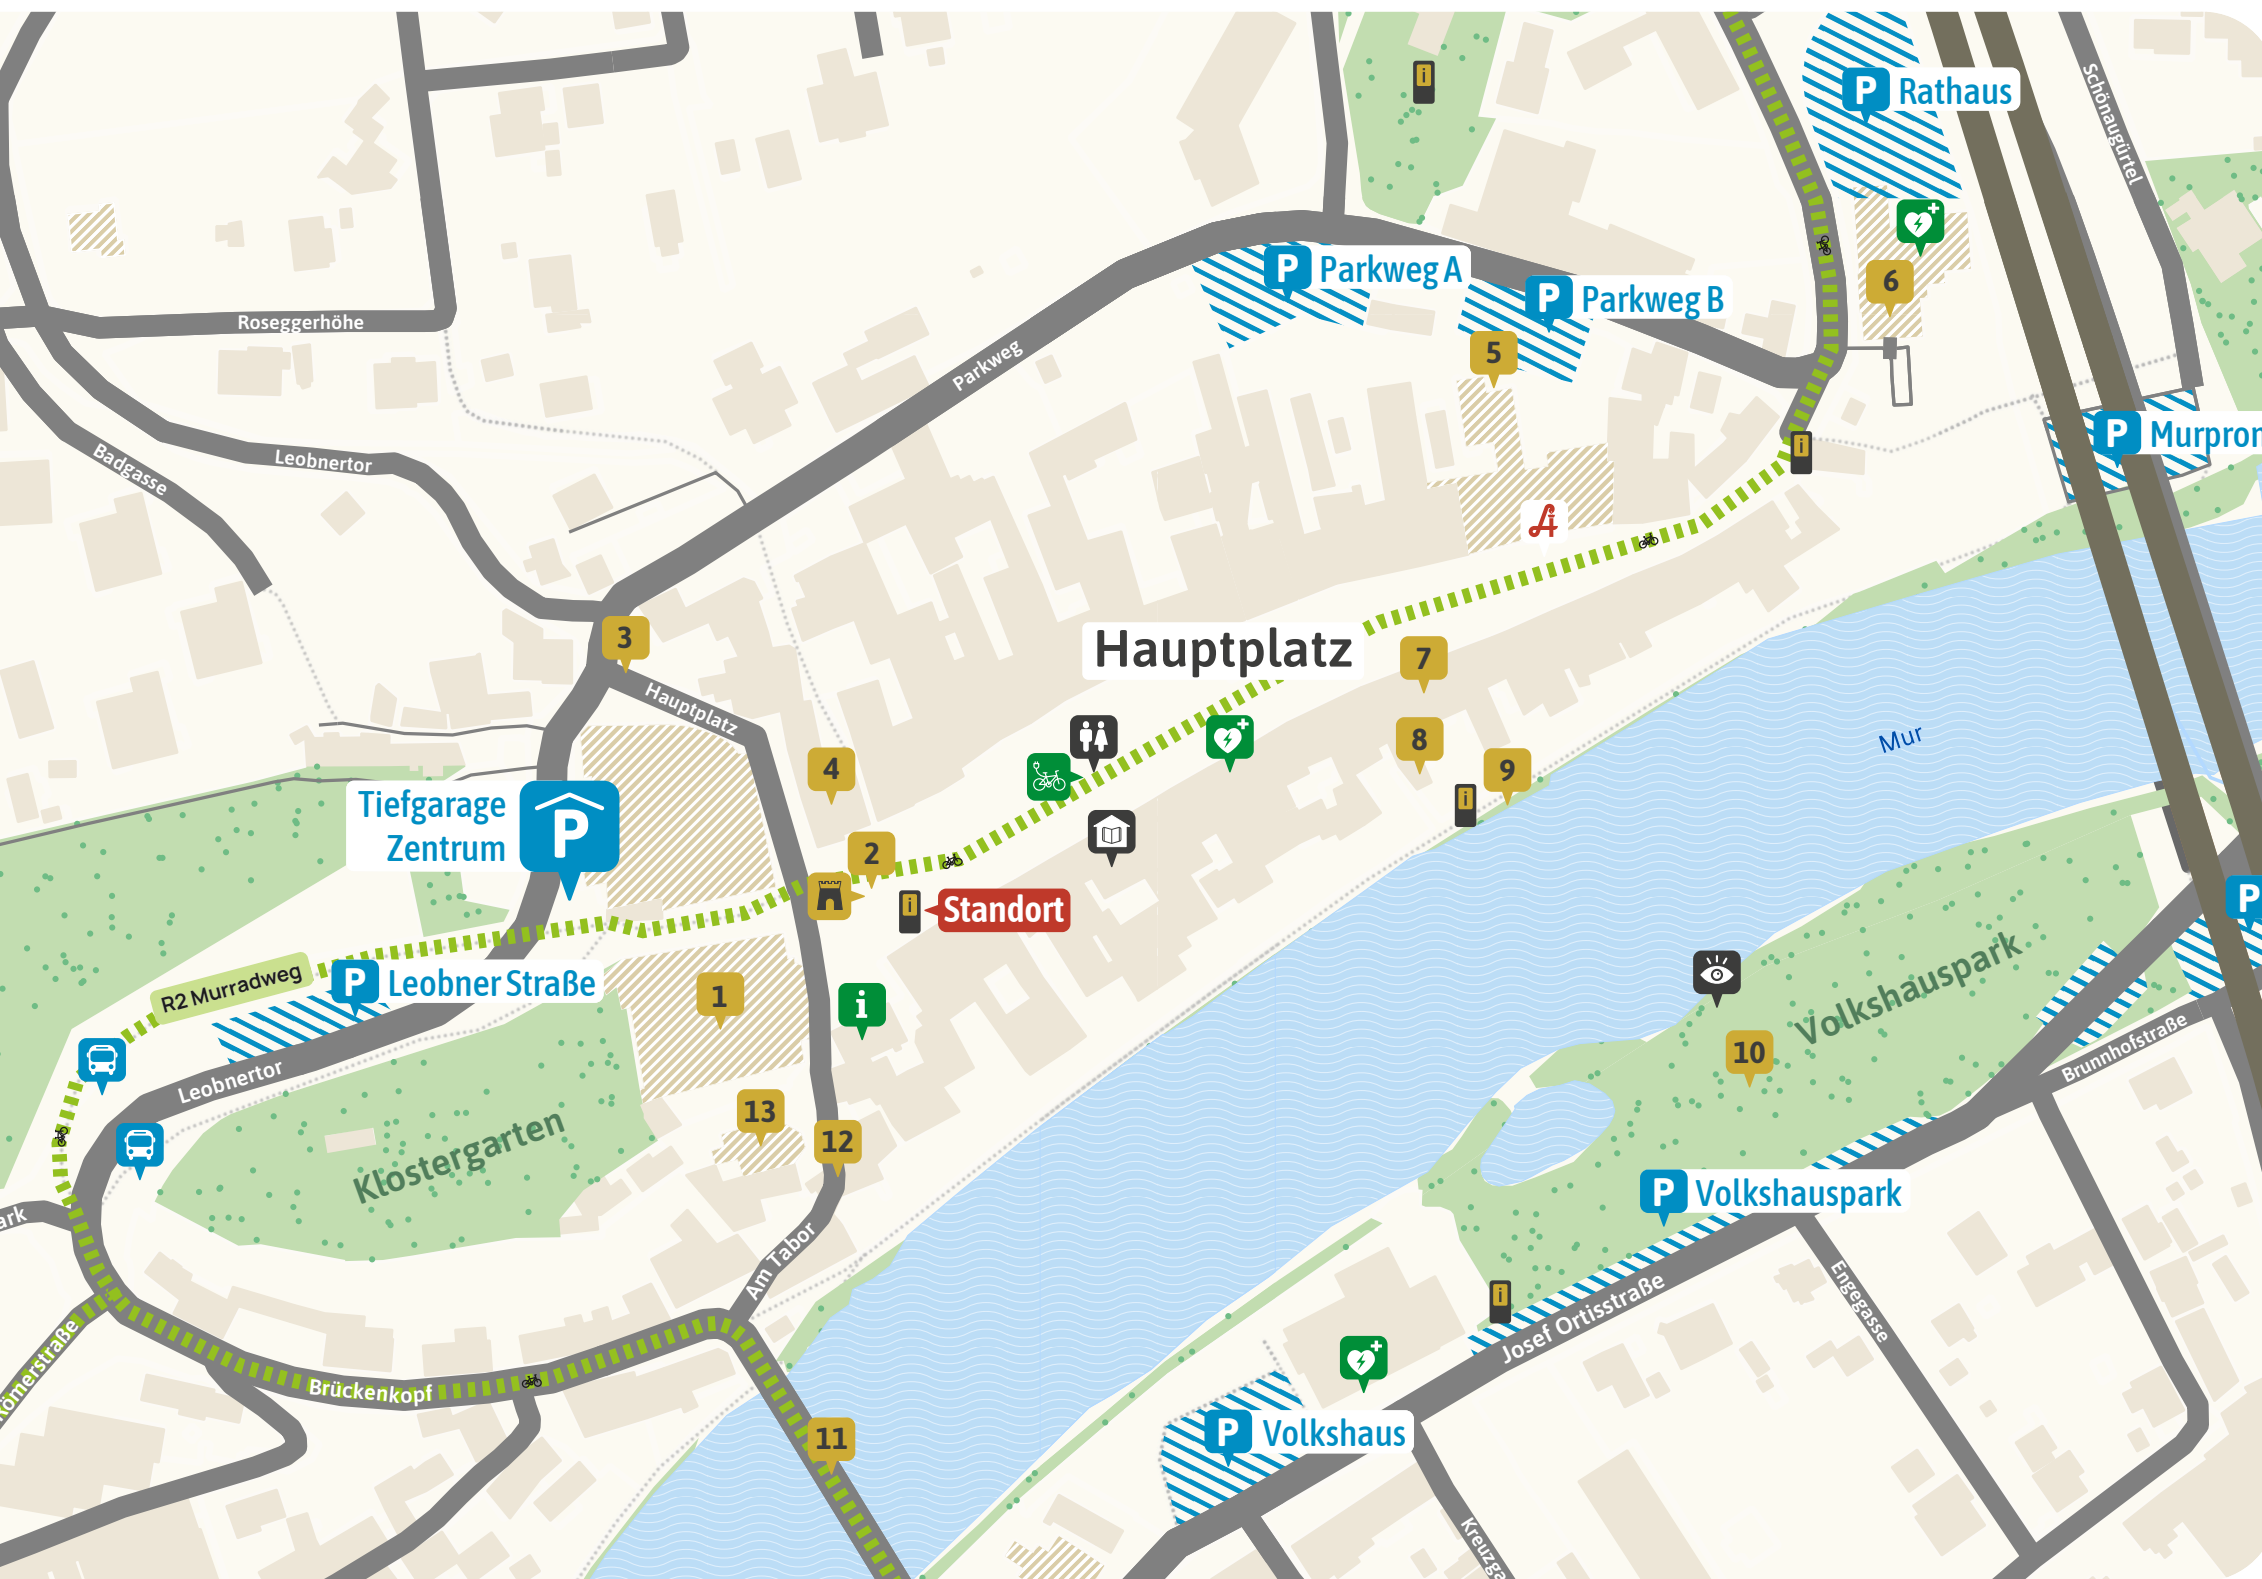 Rathaus
Schönaugürtel
Parkweg A
Parkweg B
6
5
Roseggerhöhe
Parkweg
Badgasse
Leobnertor
3
Hauptplatz
Hauptplatz
7
8
9
4
2
Mur
Tiefgarage
Zentrum
Standort
R2 Murradweg
Leobner Straße
1
Leobnertor
Klostergarten
13
12
Volkshauspark
10
Brunnhofstraße
Volkshauspark
Am Tabor
Josef Ortisstraße
Engegasse
Brückenkopf
11
Volkshaus
P
P
P
P
P
P
P
P
P
i
i
i
i
i
i